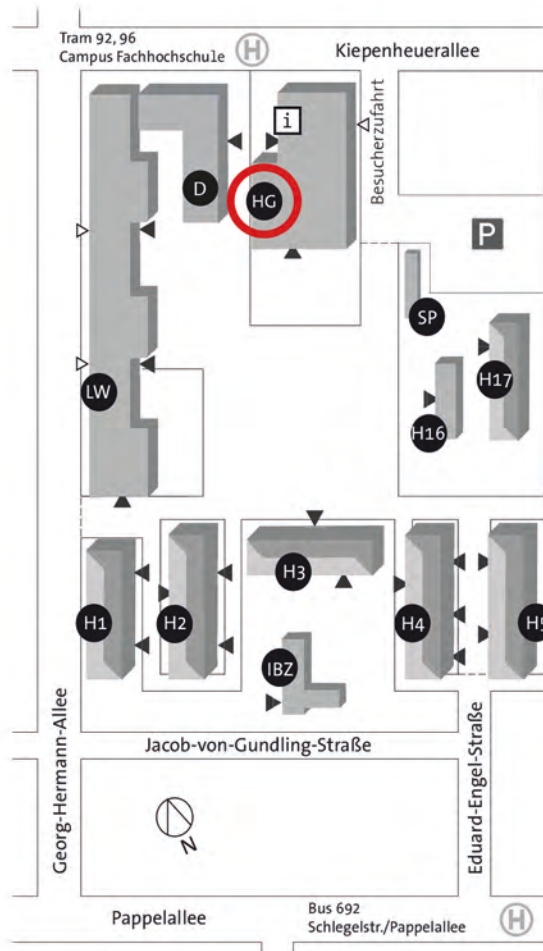 Tram 92, 96
Campus Fachhochschule
H
Kiepenheuerallee
Besucherzufahrt
i
D
HG
P
SP
LW
H17
H16
H3
H1
H2
H4
H5
IBZ
Jacob-von-Gundling-Straße
Georg-Hermann-Allee
Eduard-Engel-Straße
N
Pappelallee
Bus 692
Schlegelstr./Pappelallee
H